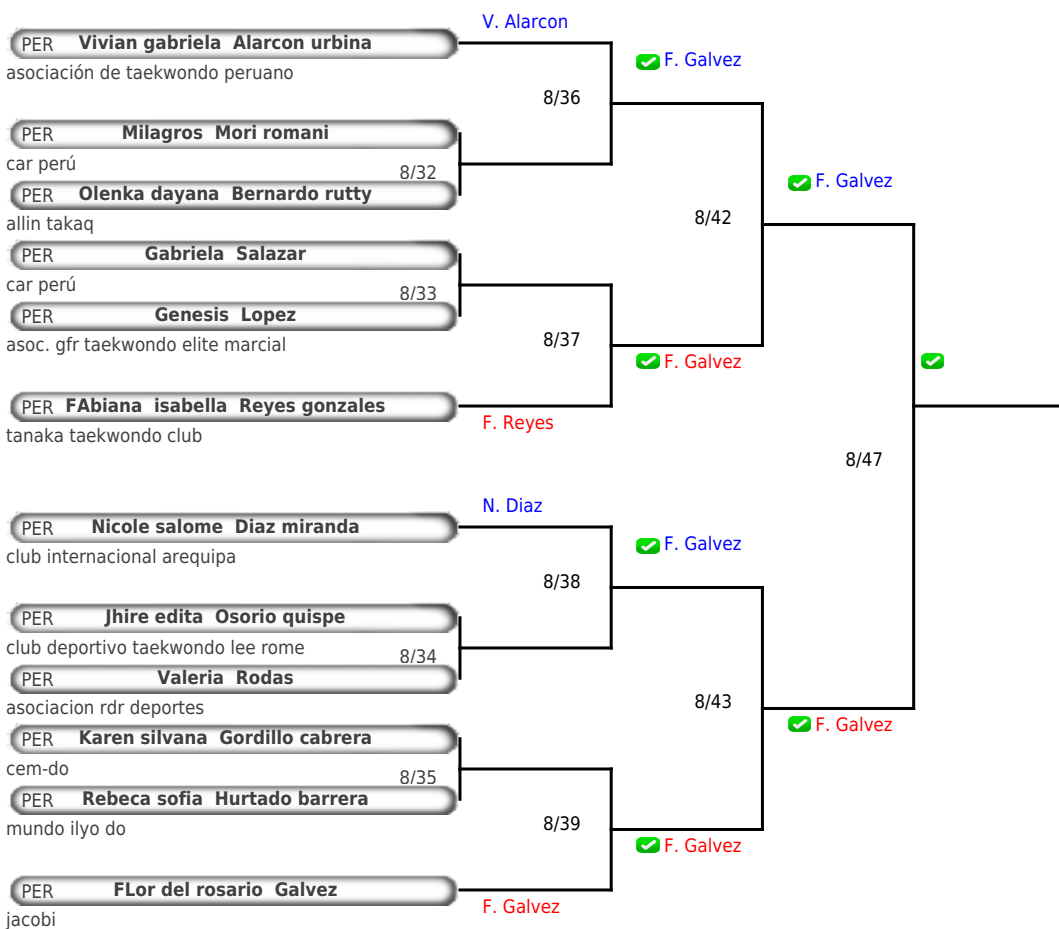 V. Alarcon
PER Vivian gabriela Alarcon urbina
asociación de taekwondo peruano
F. Galvez
8/36
PER Milagros Mori romani
car perú
8/32
PER Olenka dayana Bernardo rutty
allin takaq
F. Galvez
8/42
PER Gabriela Salazar
car perú
8/33
PER Genesis Lopez
asoc. gfr taekwondo elite marcial
8/37
F. Galvez
PER FAbiana isabella Reyes gonzales
tanaka taekwondo club
F. Reyes
8/47
N. Diaz
PER Nicole salome Diaz miranda
club internacional arequipa
F. Galvez
8/38
PER Jhire edita Osorio quispe
club deportivo taekwondo lee rome
8/34
PER Valeria Rodas
asociacion rdr deportes
8/43
F. Galvez
PER Karen silvana Gordillo cabrera
cem-do
8/35
PER Rebeca sofia Hurtado barrera
mundo ilyo do
8/39
F. Galvez
PER FLor del rosario Galvez
jacobi
F. Galvez